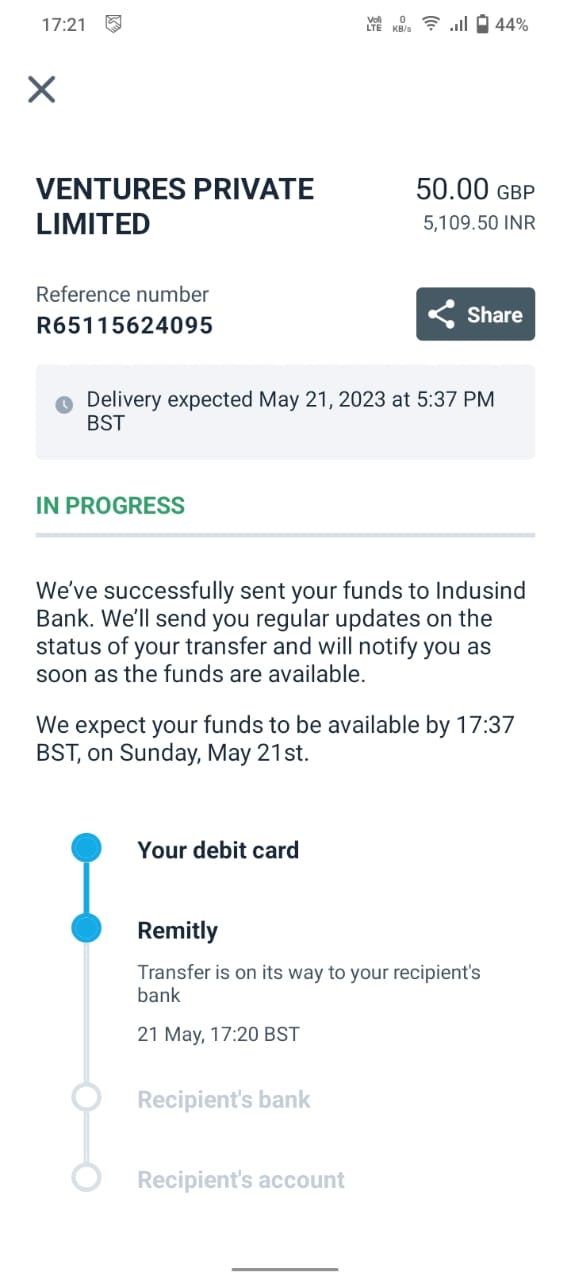 17:21 VoII LTE 0 KB/s 44%
VENTURES PRIVATE
LIMITED
50.00 GBP
5,109.50 INR
Reference number
R65115624095
Share
Delivery expected May 21, 2023 at 5:37 PM
BST
IN PROGRESS
We’ve successfully sent your funds to Indusind
Bank. We’ll send you regular updates on the
status of your transfer and will notify you as
soon as the funds are available.
We expect your funds to be available by 17:37
BST, on Sunday, May 21st.
Your debit card
Remitly
Transfer is on its way to your recipient's
bank
21 May, 17:20 BST
Recipient's bank
Recipient's account